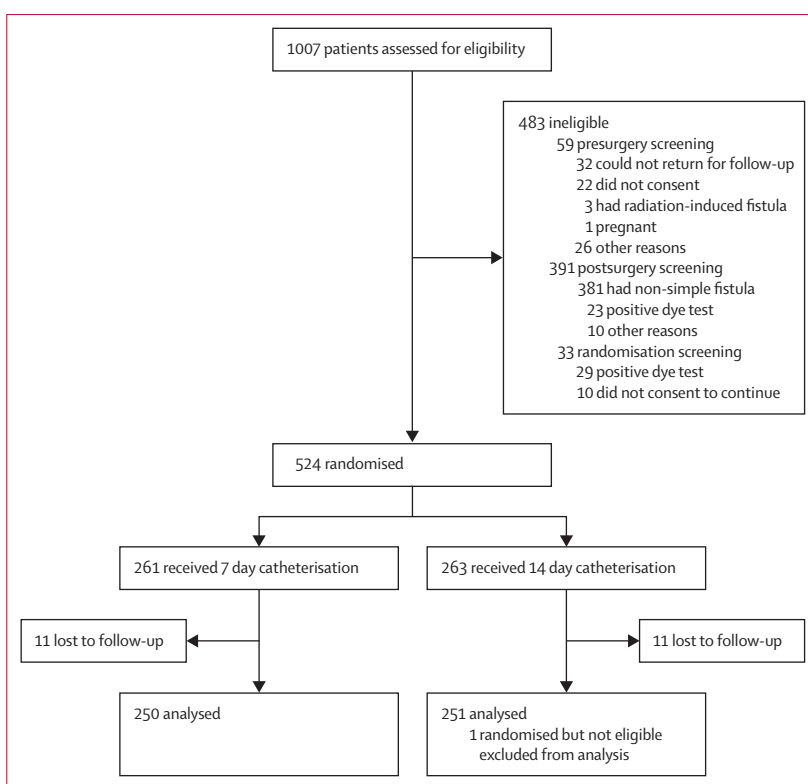 1007 patients assessed for eligibility
483 ineligible
59 presurgery screening
32 could not return for follow-up
22 did not consent
3 had radiation-induced fistula
1 pregnant
26 other reasons
391 postsurgery screening
381 had non-simple fistula
23 positive dye test
10 other reasons
33 randomisation screening
29 positive dye test
10 did not consent to continue
524 randomised
261 received 7 day catheterisation
263 received 14 day catheterisation
11 lost to follow-up
11 lost to follow-up
250 analysed
251 analysed
1 randomised but not eligible
excluded from analysis